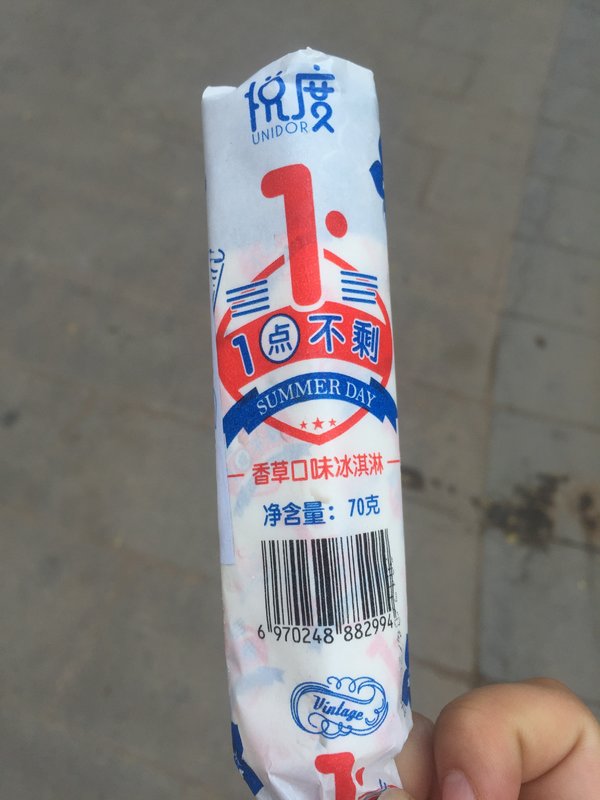 悦度
UNIDOR
1.
1点不剩
SUMMER DAY
香草口味冰淇淋
净含量：70克
6 970248 882994
Vintage
1.